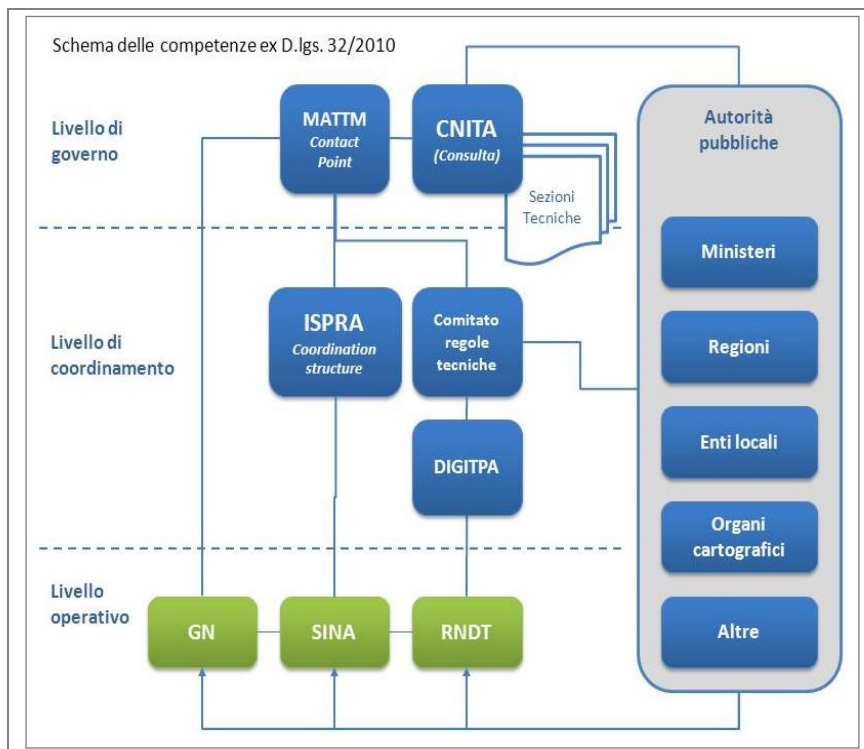 Schema delle competenze ex D.lgs. 32/2010
Livello di
governo
MATTM
Contact
Point
CNITA
(Consulta)
Sezioni
Tecniche
Autorità
pubbliche
Ministeri
Regioni
Enti locali
Organi
cartografici
Altre
Livello di
coordinamento
ISPRA
Coordination
structure
Comitato
regole
tecniche
DIGITPA
Livello
operativo
GN
SINA
RNDT